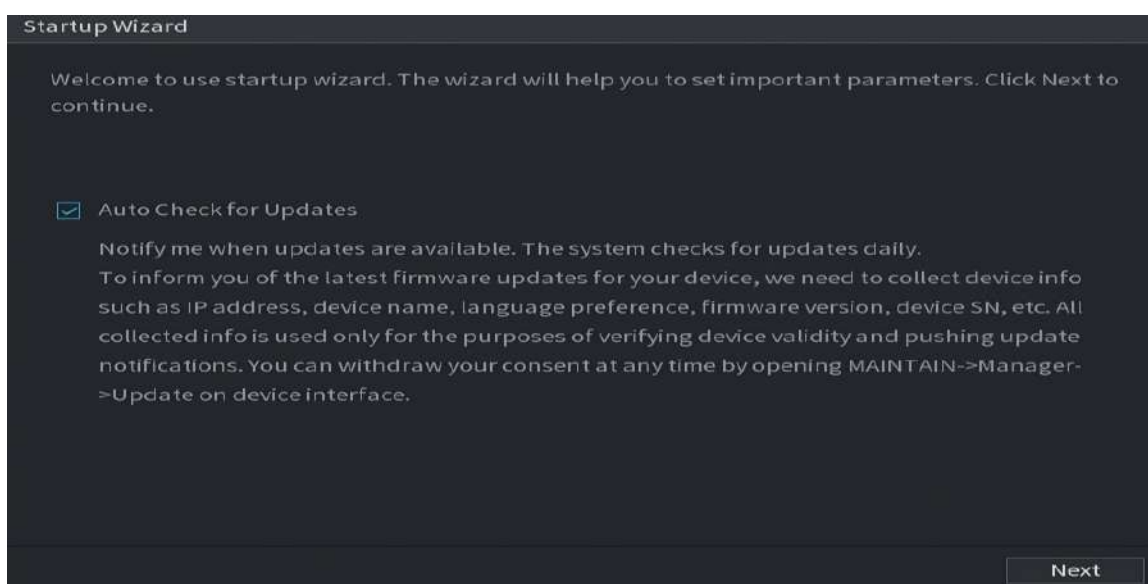 Startup Wizard
Welcome to use startup wizard. The wizard will help you to set important parameters. Click Next to
continue.
Auto Check for Updates
Notify me when updates are available. The system checks for updates daily.
To inform you of the latest firmware updates for your device, we need to collect device info
such as IP address, device name, language preference, firmware version, device SN, etc. All
collected info is used only for the purposes of verifying device validity and pushing update
notifications. You can withdraw your consent at any time by opening MAINTAIN->Manager-
>Update on device interface.
Next